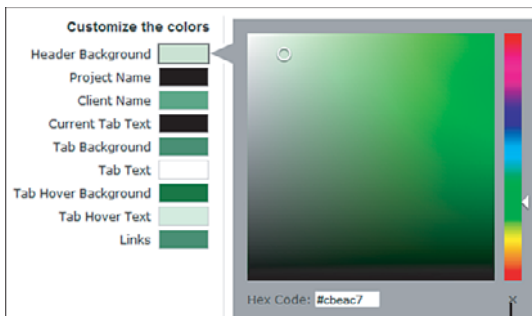 Customize the colors
Header Background
Project Name
Client Name
Current Tab Text
Tab Background
Tab Text
Tab Hover Background
Tab Hover Text
Links
Hex Code: #cbeac7